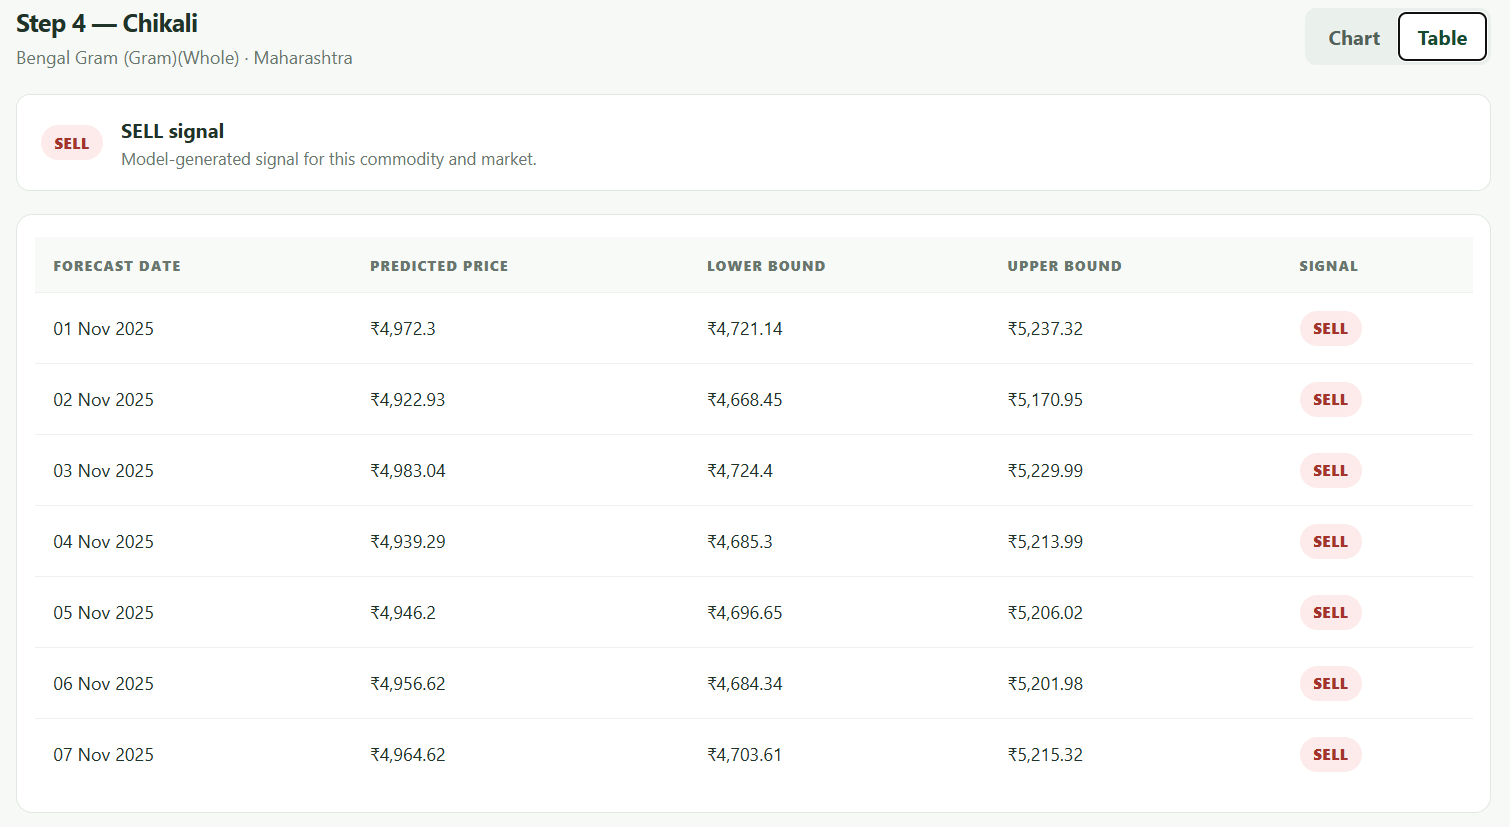 Step 4 — Chikali
Bengal Gram (Gram)(Whole) · Maharashtra
Chart Table
SELL
SELL signal
Model-generated signal for this commodity and market.
FORECAST DATE PREDICTED PRICE LOWER BOUND UPPER BOUND SIGNAL
01 Nov 2025 ₹4,972.3 ₹4,721.14 ₹5,237.32 SELL
02 Nov 2025 ₹4,922.93 ₹4,668.45 ₹5,170.95 SELL
03 Nov 2025 ₹4,983.04 ₹4,724.4 ₹5,229.99 SELL
04 Nov 2025 ₹4,939.29 ₹4,685.3 ₹5,213.99 SELL
05 Nov 2025 ₹4,946.2 ₹4,696.65 ₹5,206.02 SELL
06 Nov 2025 ₹4,956.62 ₹4,684.34 ₹5,201.98 SELL
07 Nov 2025 ₹4,964.62 ₹4,703.61 ₹5,215.32 SELL